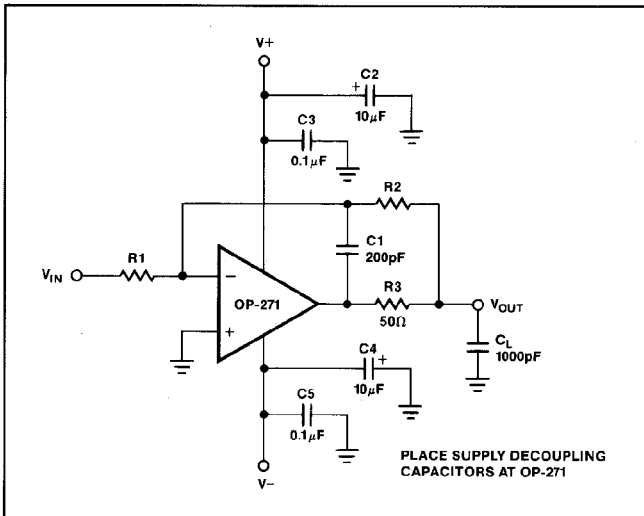 V+
+
C2
10µF
C3
0.1µF
R2
C1
200pF
R1
VIN
−
OP-271
+
R3
50Ω
VOUT
CL
1000pF
C4
+
10µF
C5
0.1µF
V−
PLACE SUPPLY DECOUPLING
CAPACITORS AT OP-271